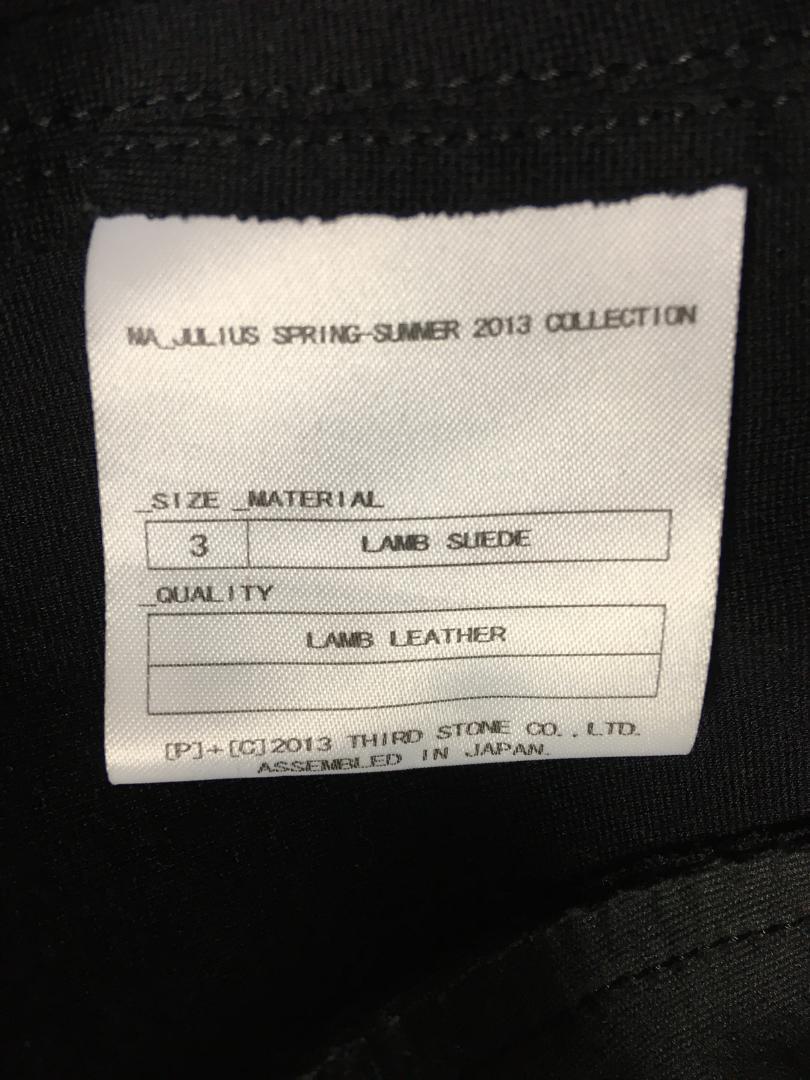 MA_JULIUS SPRING-SUMMER 2013 COLLECTION
_SIZE _MATERIAL
3 LAMB SUEDE
_QUALITY
LAMB LEATHER
[P]+[C]2013 THIRD STONE CO.,LTD.
ASSEMBLED IN JAPAN.